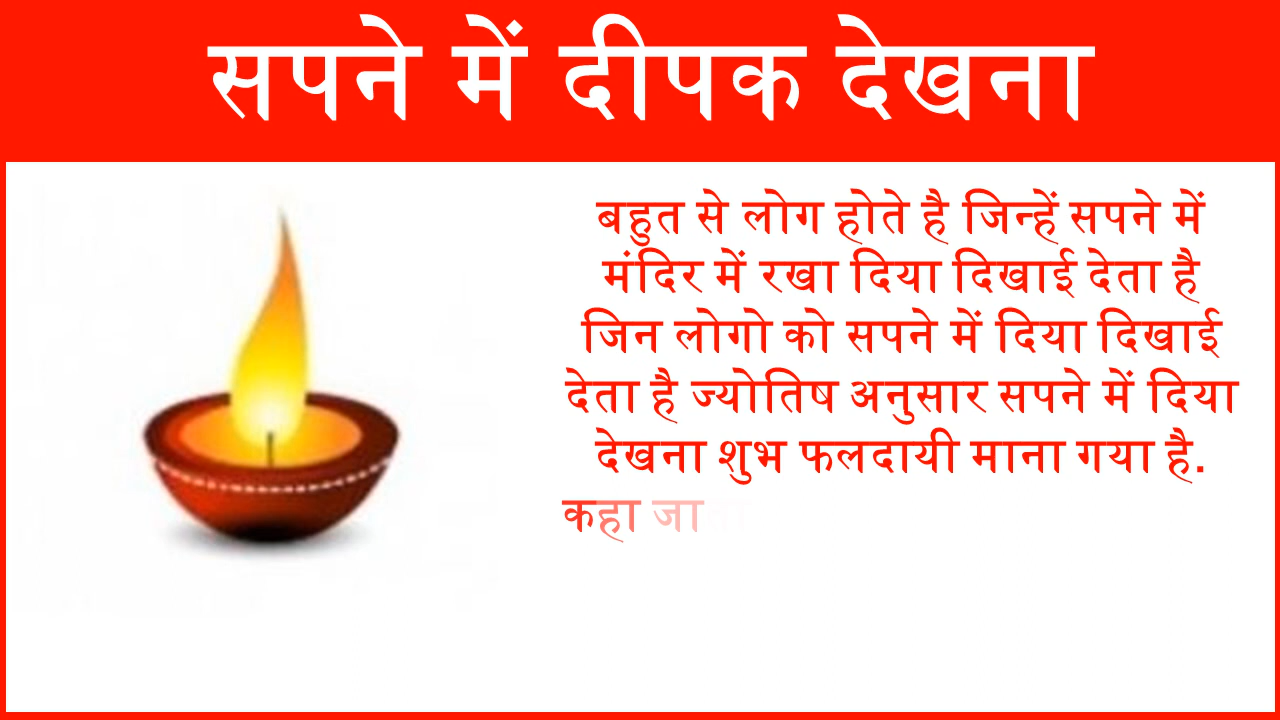 सपने में दीपक देखना
बहुत से लोग होते है जिन्हें सपने में
मंदिर में रखा दिया दिखाई देता है
जिन लोगो को सपने में दिया दिखाई
देता है ज्योतिष अनुसार सपने में दिया
देखना शुभ फलदायी माना गया है.
कहा